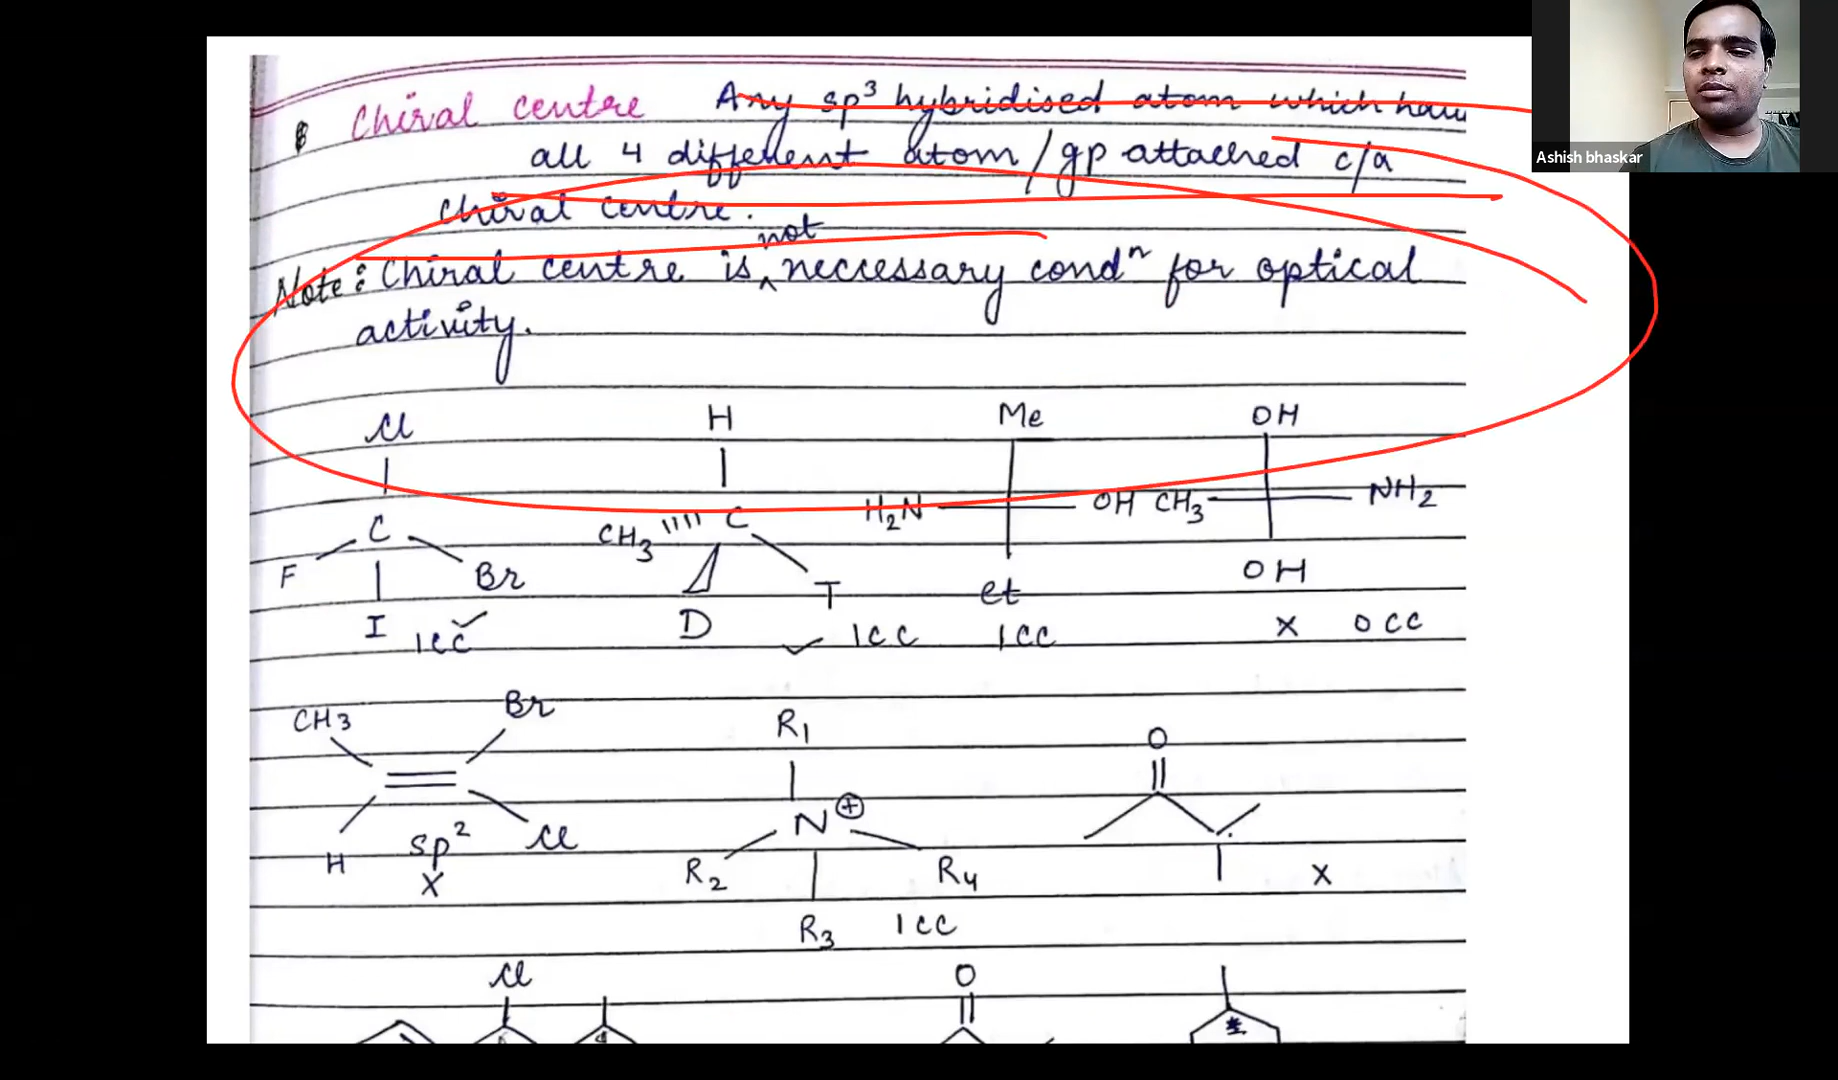 Chiral centre Any sp³ hybridised atom which have
all 4 different atom/gp attached c/a
Chiral centre.
Note: Chiral centre is not neccessary condⁿ for optical
activity.
Cl H Me OH
C CH3 C H2N OH CH3 NH2
F Br D T et OH
I 1CC 1CC 1CC X 0CC
CH3 Br R1 O
N ⊕
H sp² Cl R2 R4
X X
R3 1CC
Cl O
*
Ashish bhaskar